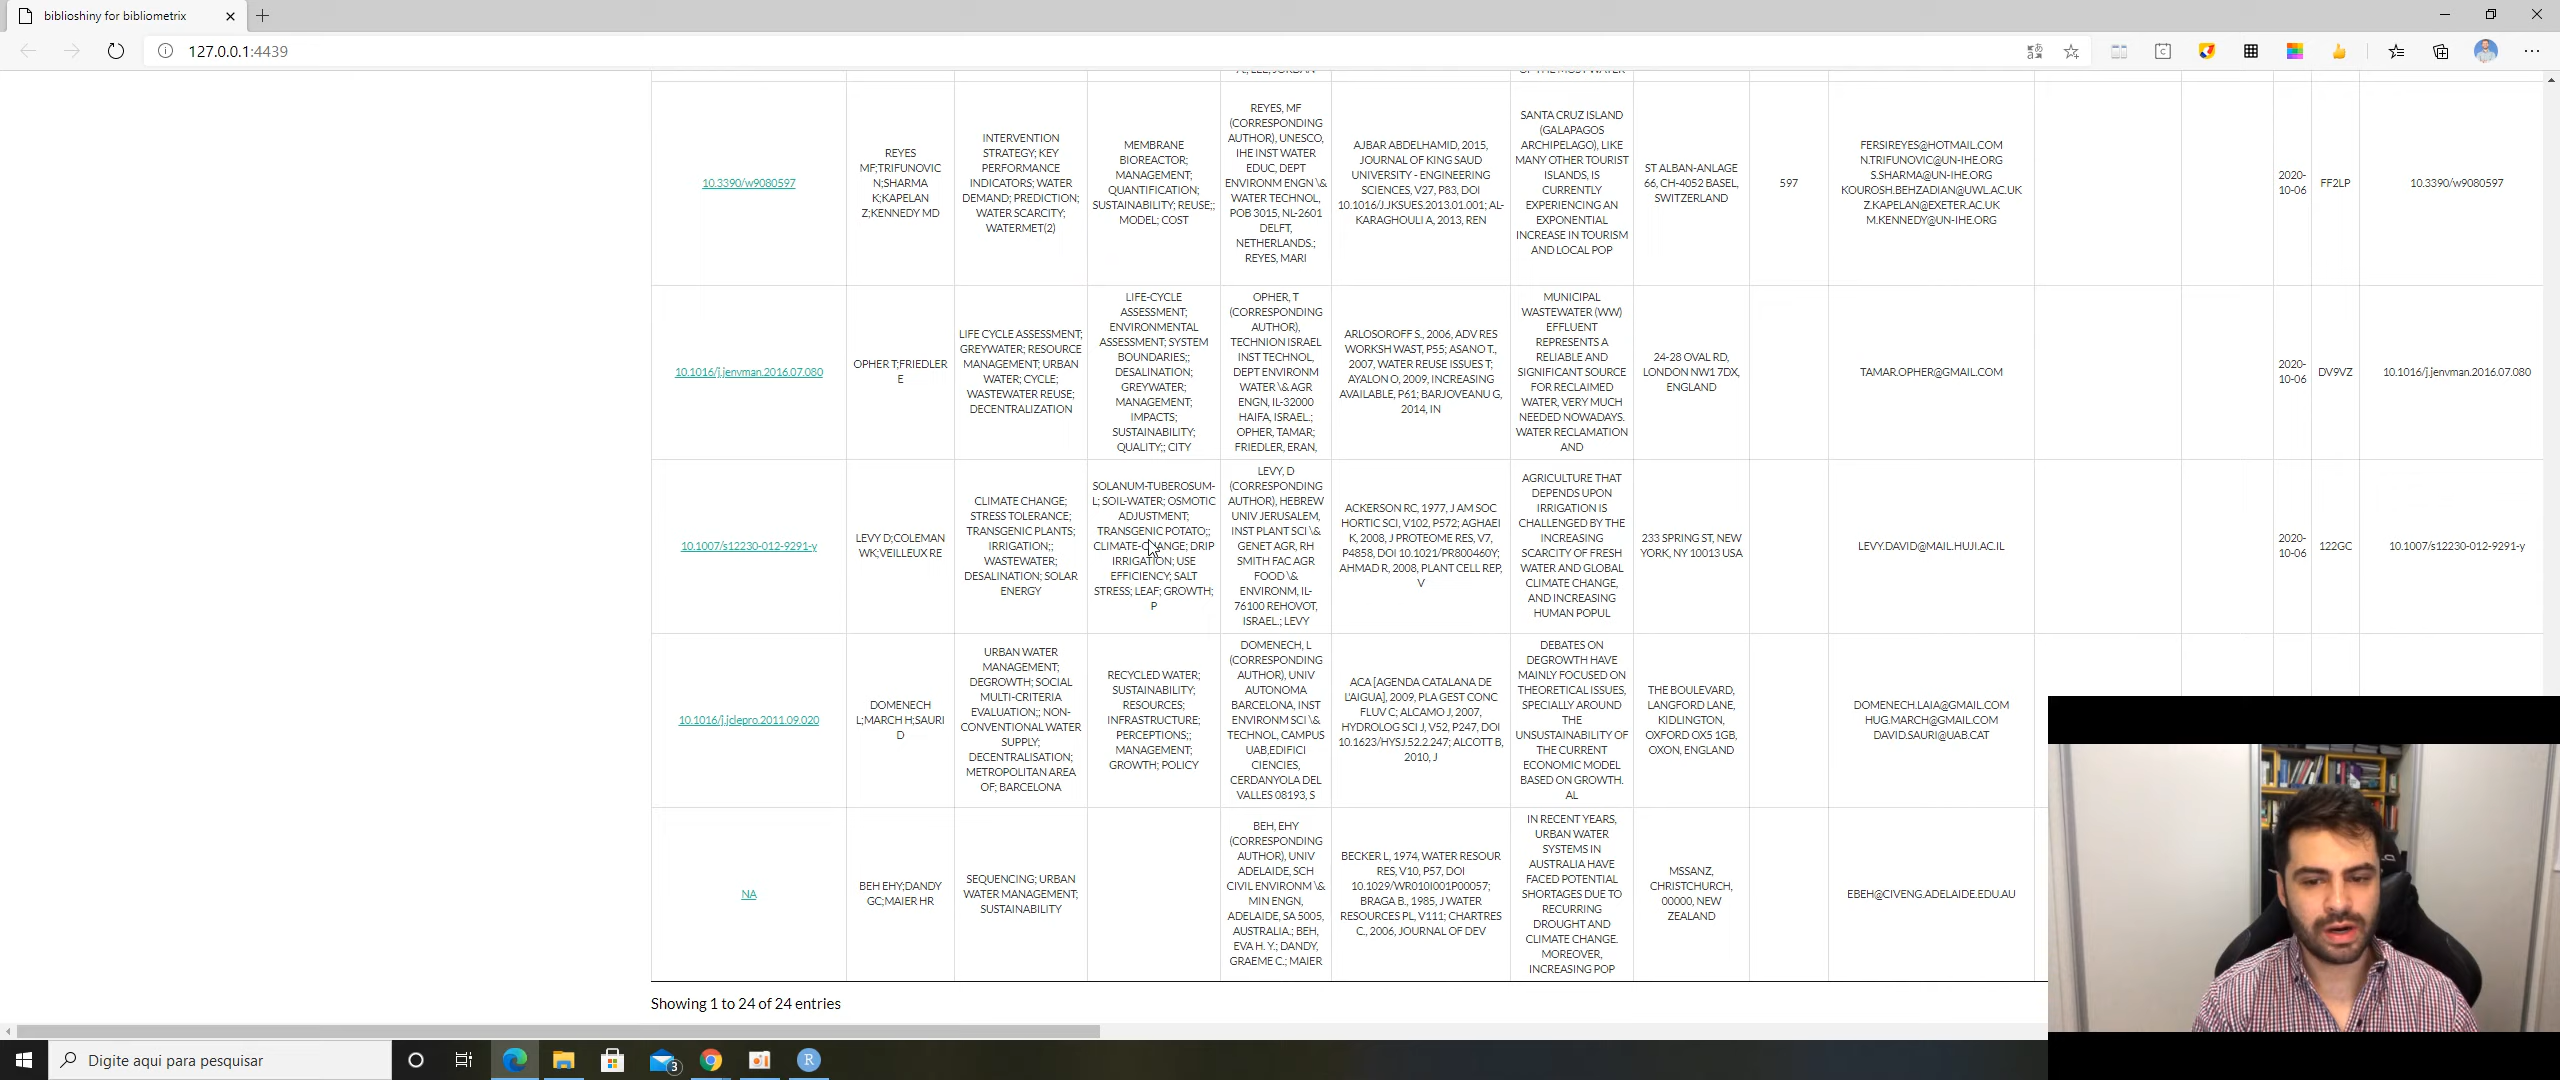 biblioshiny for bibliometrix
127.0.0.1:4439
REYES
MF;TRIFUNOVIC
N;SHARMA
K;KAPELAN
Z;KENNEDY MD
10.3390/w9080597
INTERVENTION
STRATEGY; KEY
PERFORMANCE
INDICATORS; WATER
DEMAND; PREDICTION;
WATER SCARCITY;
WATERMET(2)
MEMBRANE
BIOREACTOR;
MANAGEMENT;
QUANTIFICATION;
SUSTAINABILITY; REUSE;;
MODEL; COST
REYES, MF
(CORRESPONDING
AUTHOR), UNESCO,
IHE INST WATER
EDUC, DEPT
ENVIRONM ENGN \&
WATER TECHNOL,
POB 3015, NL-2601
DELFT,
NETHERLANDS.;
REYES, MARI
AJBAR ABDELHAMID, 2015,
JOURNAL OF KING SAUD
UNIVERSITY - ENGINEERING
SCIENCES, V27, P83, DOI
10.1016/J.JKSUES.2013.01.001; AL-
KARAGHOULI A, 2013, REN
SANTA CRUZ ISLAND
(GALAPAGOS
ARCHIPELAGO), LIKE
MANY OTHER TOURIST
ISLANDS, IS
CURRENTLY
EXPERIENCING AN
EXPONENTIAL
INCREASE IN TOURISM
AND LOCAL POP
ST ALBAN-ANLAGE
66, CH-4052 BASEL,
SWITZERLAND
597
FERSIREYES@HOTMAIL.COM
N.TRIFUNOVIC@UN-IHE.ORG
S.SHARMA@UN-IHE.ORG
KOUROSH.BEHZADIAN@UWL.AC.UK
Z.KAPELAN@EXETER.AC.UK
M.KENNEDY@UN-IHE.ORG
2020-
10-06
FF2LP
10.3390/w9080597
10.1016/j.jenvman.2016.07.080
OPHER T;FRIEDLER
E
LIFE CYCLE ASSESSMENT;
GREYWATER; RESOURCE
MANAGEMENT; URBAN
WATER; CYCLE;
WASTEWATER REUSE;
DECENTRALIZATION
LIFE-CYCLE
ASSESSMENT;
ENVIRONMENTAL
ASSESSMENT; SYSTEM
BOUNDARIES;;
DESALINATION;
GREYWATER;
MANAGEMENT;
IMPACTS;
SUSTAINABILITY;
QUALITY;; CITY
OPHER, T
(CORRESPONDING
AUTHOR),
TECHNION ISRAEL
INST TECHNOL,
DEPT ENVIRONM
WATER \& AGR
ENGN, IL-32000
HAIFA, ISRAEL.;
OPHER, TAMAR;
FRIEDLER, ERAN,
ARLOSOROFF S., 2006, ADV RES
WORKSH WAST, P55; ASANO T.,
2007, WATER REUSE ISSUES T;
AYALON O, 2009, INCREASING
AVAILABLE, P61; BARJOVEANU G,
2014, IN
MUNICIPAL
WASTEWATER (WW)
EFFLUENT
REPRESENTS A
RELIABLE AND
SIGNIFICANT SOURCE
FOR RECLAIMED
WATER, VERY MUCH
NEEDED NOWADAYS.
WATER RECLAMATION
AND
24-28 OVAL RD,
LONDON NW1 7DX,
ENGLAND
TAMAR.OPHER@GMAIL.COM
2020-
10-06
DV9VZ
10.1016/j.jenvman.2016.07.080
10.1007/s12230-012-9291-y
LEVY D;COLEMAN
WK;VEILLEUX RE
CLIMATE CHANGE;
STRESS TOLERANCE;
TRANSGENIC PLANTS;
IRRIGATION;;
WASTEWATER;
DESALINATION; SOLAR
ENERGY
SOLANUM-TUBEROSUM-
L; SOIL-WATER; OSMOTIC
ADJUSTMENT;
TRANSGENIC POTATO;;
CLIMATE-CHANGE; DRIP
IRRIGATION; USE
EFFICIENCY; SALT
STRESS; LEAF; GROWTH;
P
LEVY, D
(CORRESPONDING
AUTHOR), HEBREW
UNIV JERUSALEM,
INST PLANT SCI \&
GENET AGR, RH
SMITH FAC AGR
FOOD \&
ENVIRONM, IL-
76100 REHOVOT,
ISRAEL.; LEVY
ACKERSON RC, 1977, J AM SOC
HORTIC SCI, V102, P572; AGHAEI
K, 2008, J PROTEOME RES, V7,
P4858, DOI 10.1021/PR800460Y;
AHMAD R, 2008, PLANT CELL REP,
V
AGRICULTURE THAT
DEPENDS UPON
IRRIGATION IS
CHALLENGED BY THE
INCREASING
SCARCITY OF FRESH
WATER AND GLOBAL
CLIMATE CHANGE,
AND INCREASING
HUMAN POPUL
233 SPRING ST, NEW
YORK, NY 10013 USA
LEVY.DAVID@MAIL.HUJI.AC.IL
2020-
10-06
122GC
10.1007/s12230-012-9291-y
10.1016/j.jclepro.2011.09.020
DOMENECH
L;MARCH H;SAURI
D
URBAN WATER
MANAGEMENT;
DEGROWTH; SOCIAL
MULTI-CRITERIA
EVALUATION;; NON-
CONVENTIONAL WATER
SUPPLY;
DECENTRALISATION;
METROPOLITAN AREA
OF; BARCELONA
RECYCLED WATER;
SUSTAINABILITY;
RESOURCES;
INFRASTRUCTURE;
PERCEPTIONS;;
MANAGEMENT;
GROWTH; POLICY
DOMENECH, L
(CORRESPONDING
AUTHOR), UNIV
AUTONOMA
BARCELONA, INST
ENVIRONM SCI \&
TECHNOL, CAMPUS
UAB,EDIFICI
CIENCIES,
CERDANYOLA DEL
VALLES 08193, S
ACA [AGENDA CATALANA DE
L'AIGUA], 2009, PLA GEST CONC
FLUV C; ALCAMO J, 2007,
HYDROLOG SCI J, V52, P247, DOI
10.1623/HYSJ.52.2.247; ALCOTT B,
2010, J
DEBATES ON
DEGROWTH HAVE
MAINLY FOCUSED ON
THEORETICAL ISSUES,
SPECIALLY AROUND
THE
UNSUSTAINABILITY OF
THE CURRENT
ECONOMIC MODEL
BASED ON GROWTH.
AL
THE BOULEVARD,
LANGFORD LANE,
KIDLINGTON,
OXFORD OX5 1GB,
OXON, ENGLAND
DOMENECH.LAIA@GMAIL.COM
HUG.MARCH@GMAIL.COM
DAVID.SAURI@UAB.CAT
NA
BEH EHY;DANDY
GC;MAIER HR
SEQUENCING; URBAN
WATER MANAGEMENT;
SUSTAINABILITY
BEH, EHY
(CORRESPONDING
AUTHOR), UNIV
ADELAIDE, SCH
CIVIL ENVIRONM \&
MIN ENGN,
ADELAIDE, SA 5005,
AUSTRALIA.; BEH,
EVA H. Y.; DANDY,
GRAEME C.; MAIER
BECKER L, 1974, WATER RESOUR
RES, V10, P57, DOI
10.1029/WR010I001P00057;
BRAGA B., 1985, J WATER
RESOURCES PL, V111; CHARTRES
C., 2006, JOURNAL OF DEV
IN RECENT YEARS,
URBAN WATER
SYSTEMS IN
AUSTRALIA HAVE
FACED POTENTIAL
SHORTAGES DUE TO
RECURRING
DROUGHT AND
CLIMATE CHANGE.
MOREOVER,
INCREASING POP
MSSANZ,
CHRISTCHURCH,
00000, NEW
ZEALAND
EBEH@CIVENG.ADELAIDE.EDU.AU
Showing 1 to 24 of 24 entries
Digite aqui para pesquisar
3
R